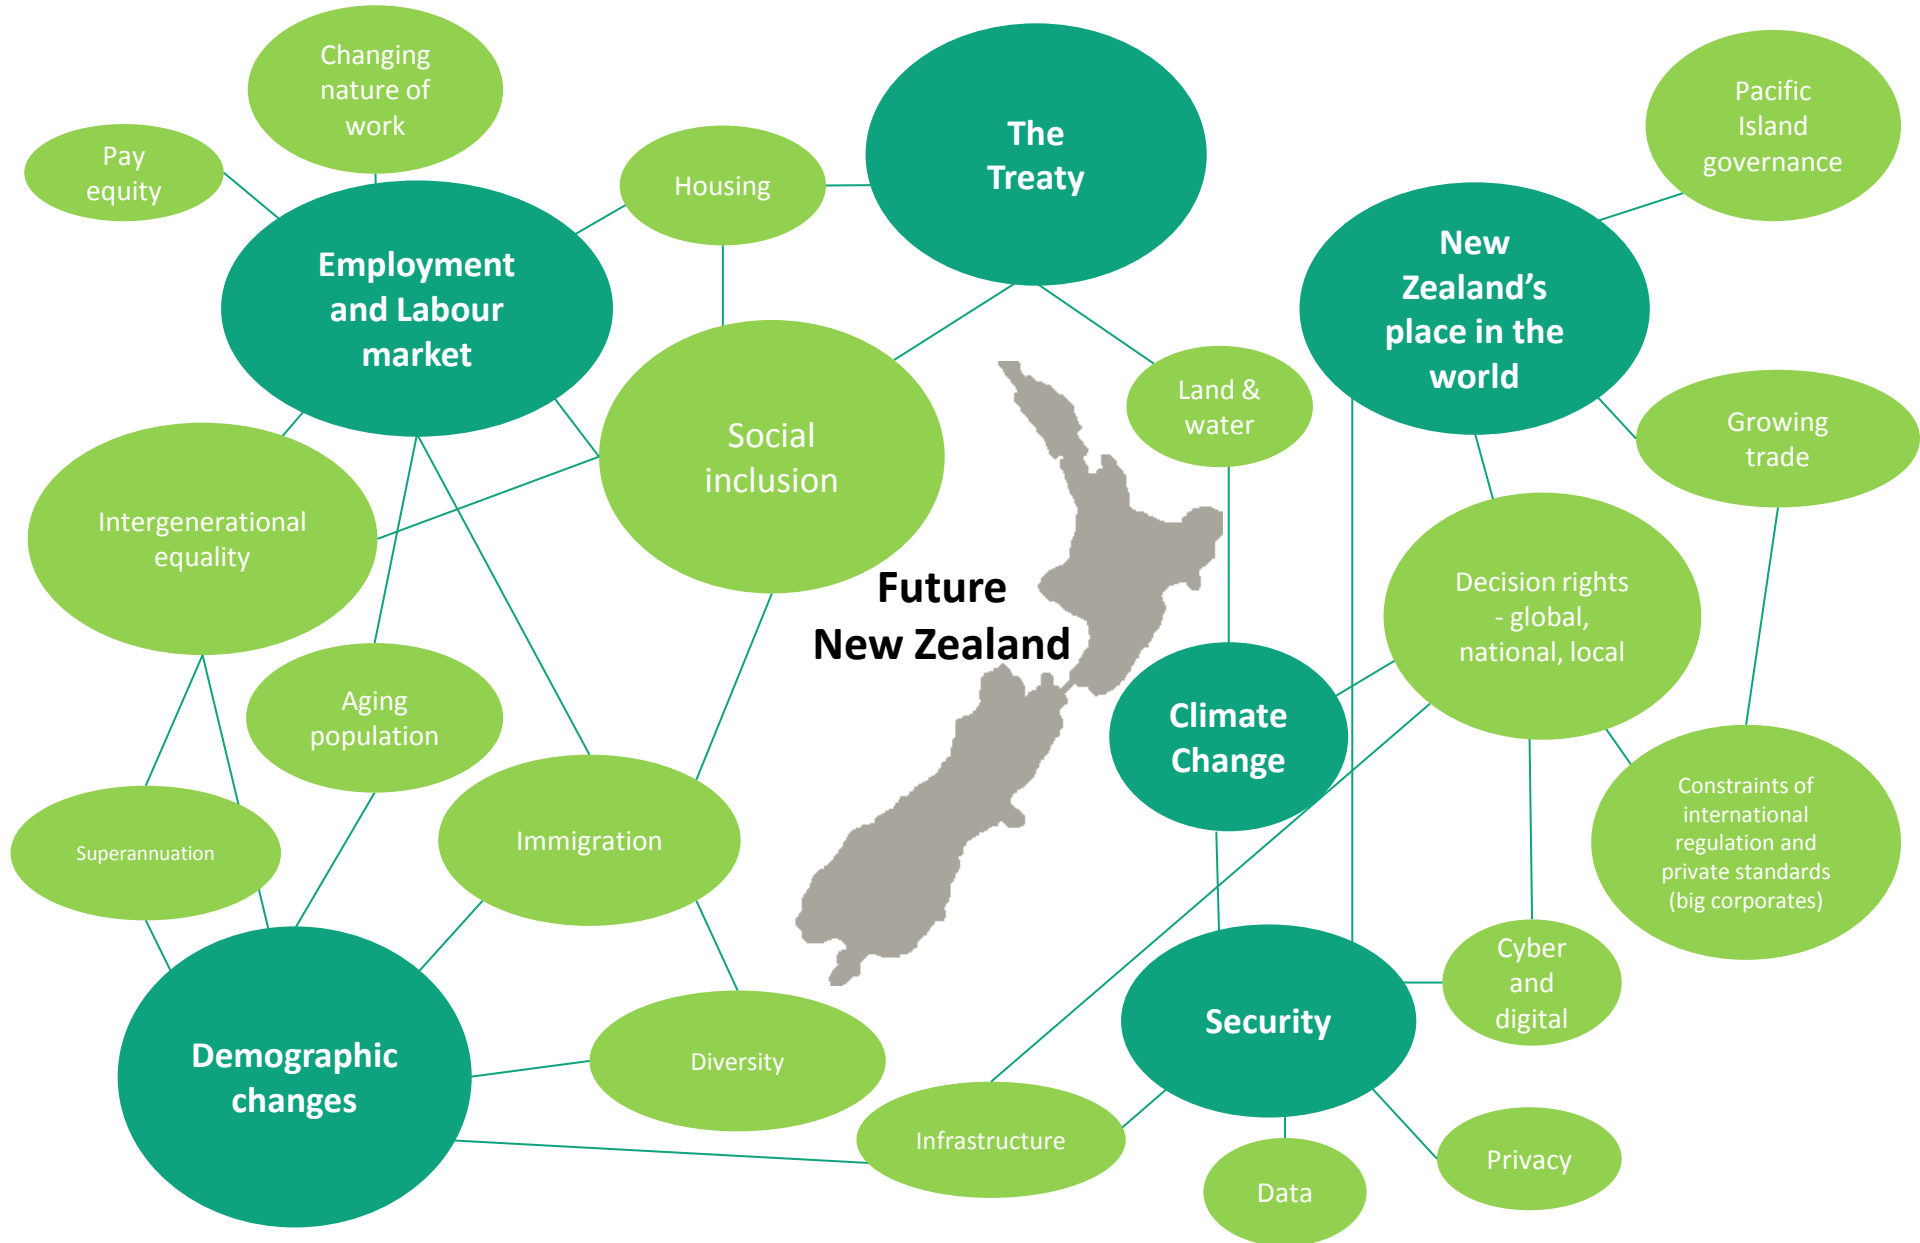 Changing
nature of
work
Pay
equity
Housing
The
Treaty
Pacific
Island
governance
Employment
and Labour
market
New
Zealand’s
place in the
world
Social
inclusion
Land &
water
Growing
trade
Intergenerational
equality
Future
New Zealand
Decision rights
- global,
national, local
Aging
population
Climate
Change
Superannuation
Immigration
Constraints of
international
regulation and
private standards
(big corporates)
Cyber
and
digital
Security
Demographic
changes
Diversity
Infrastructure
Data
Privacy